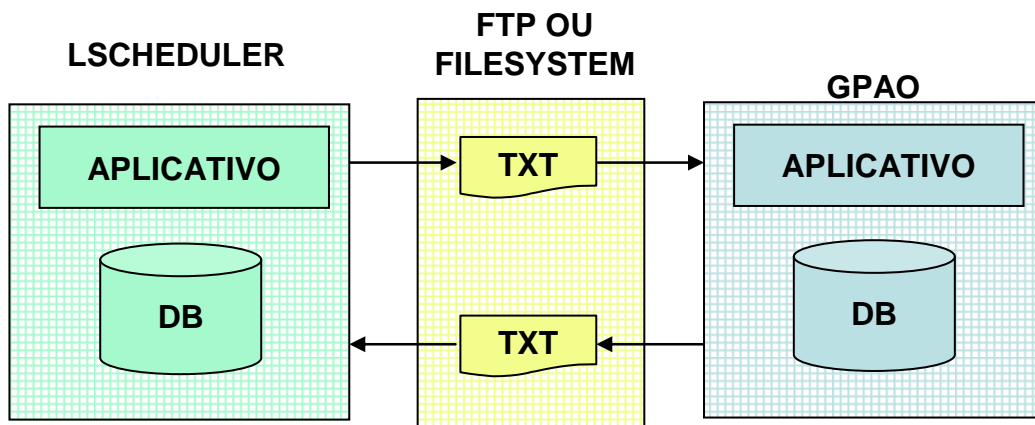 LSCHEDULER
FTP OU
FILESYSTEM
GPAO
APLICATIVO
TXT
APLICATIVO
DB
TXT
DB